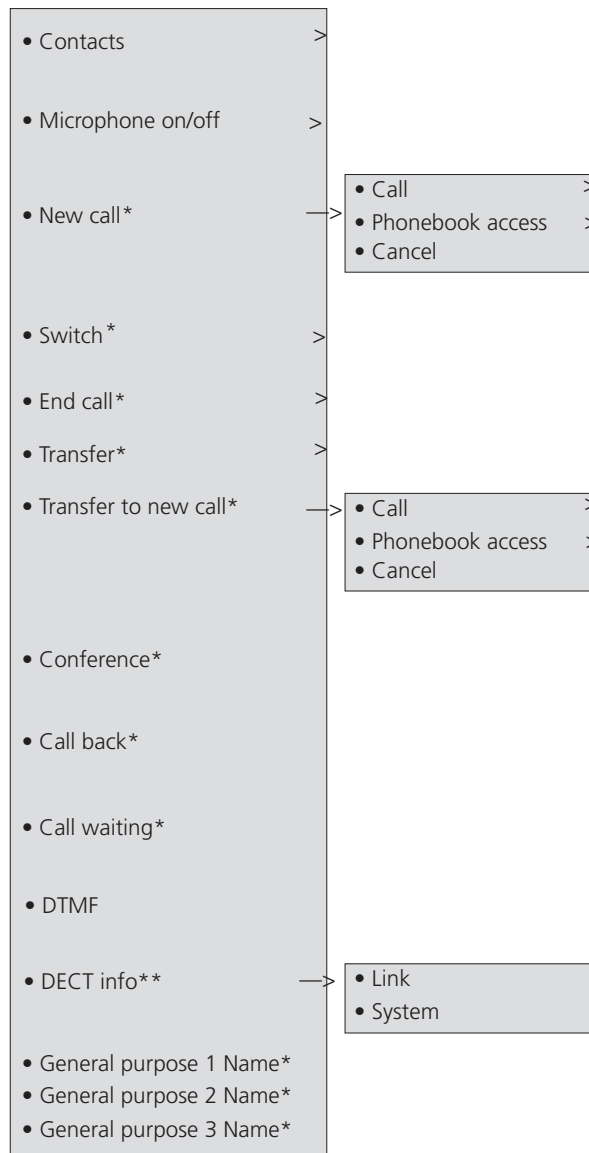 • Contacts >
• Microphone on/off >
• New call* —>
• Call >
• Phonebook access >
• Cancel
• Switch* >
• End call* >
• Transfer* >
• Transfer to new call* —>
• Call >
• Phonebook access >
• Cancel
• Conference*
• Call back*
• Call waiting*
• DTMF
• DECT info** —>
• Link
• System
• General purpose 1 Name*
• General purpose 2 Name*
• General purpose 3 Name*